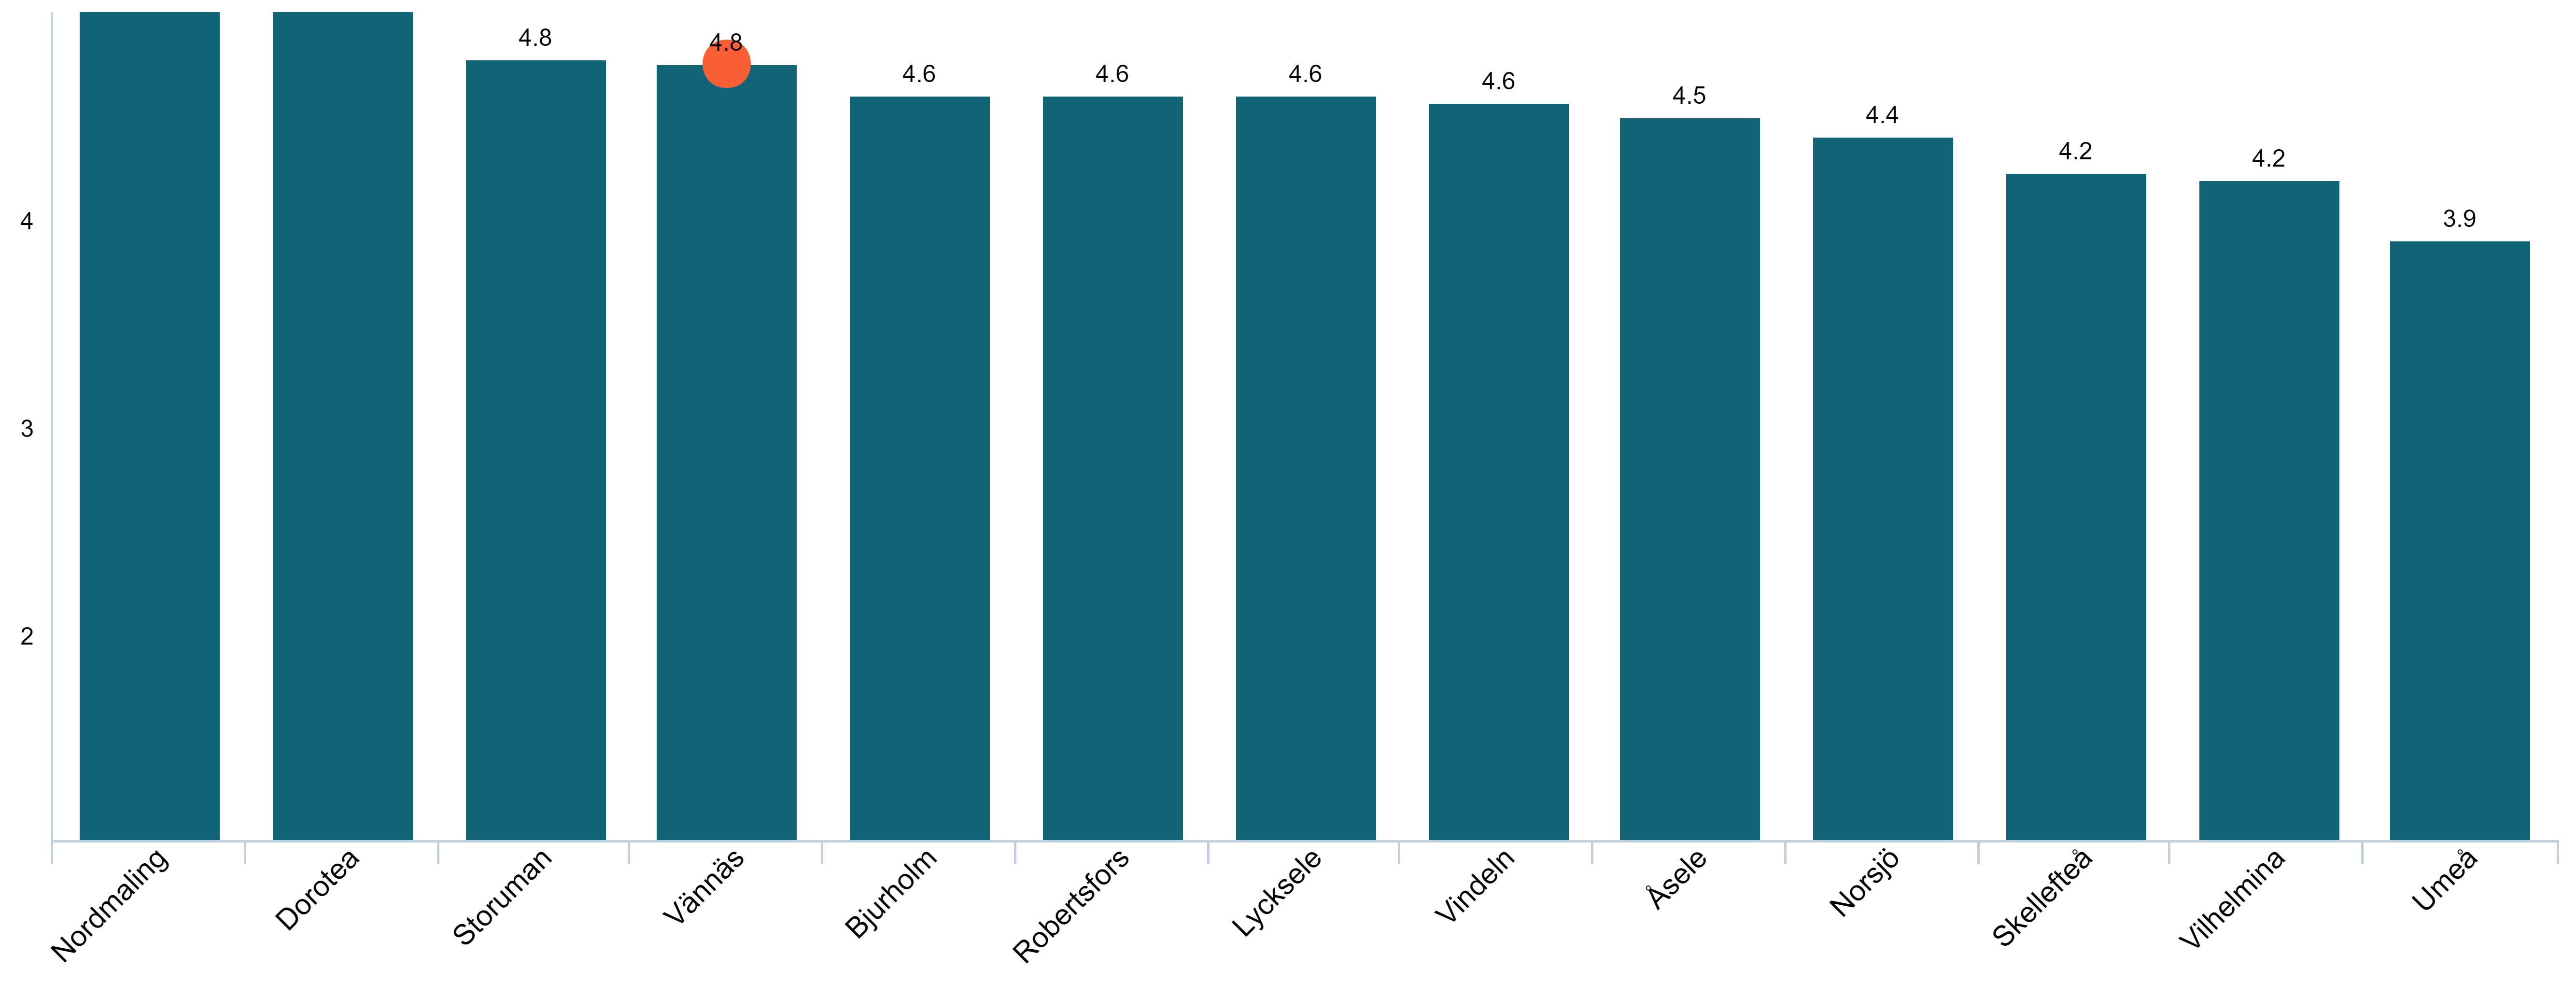 4.8
4.8
4.6
4.6
4.6
4.6
4.5
4.4
4.2
4.2
3.9
4
3
2
Nordmaling
Dorotea
Storuman
Vännäs
Bjurholm
Robertsfors
Lycksele
Vindeln
Åsele
Norsjö
Skellefteå
Vilhelmina
Umeå